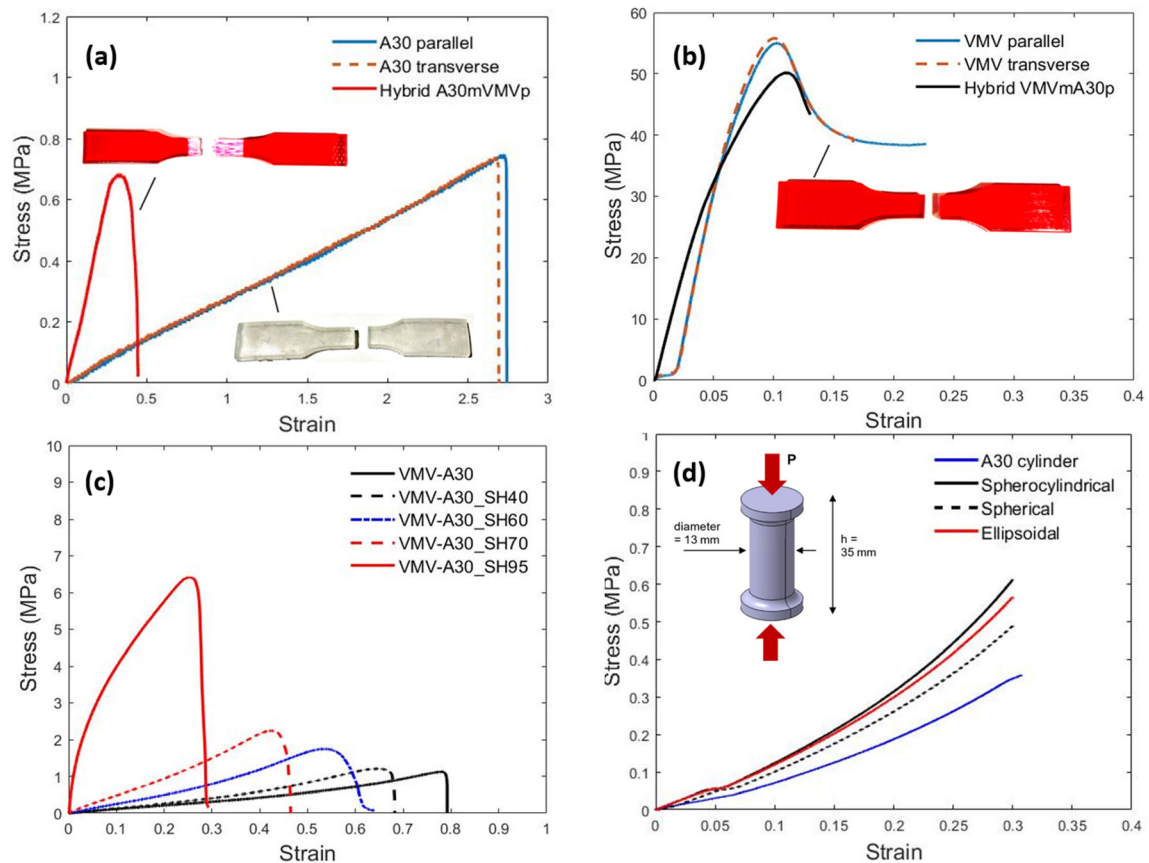 (a)
A30 parallel
A30 transverse
Hybrid A30mVMVp
Stress (MPa)
1.2
1
0.8
0.6
0.4
0.2
0
0
0.5
1
1.5
2
2.5
3
Strain
(b)
VMV parallel
VMV transverse
Hybrid VMVmA30p
Stress (MPa)
60
50
40
30
20
10
0
0
0.05
0.1
0.15
0.2
0.25
0.3
0.35
0.4
Strain
(c)
VMV-A30
VMV-A30_SH40
VMV-A30_SH60
VMV-A30_SH70
VMV-A30_SH95
Stress (MPa)
10
9
8
7
6
5
4
3
2
1
0
0
0.1
0.2
0.3
0.4
0.5
0.6
0.7
0.8
0.9
1
Strain
(d)
P
A30 cylinder
Spherocylindrical
Spherical
Ellipsoidal
diameter
= 13 mm
h =
35 mm
Stress (MPa)
1
0.9
0.8
0.7
0.6
0.5
0.4
0.3
0.2
0.1
0
0
0.05
0.1
0.15
0.2
0.25
0.3
0.35
0.4
Strain